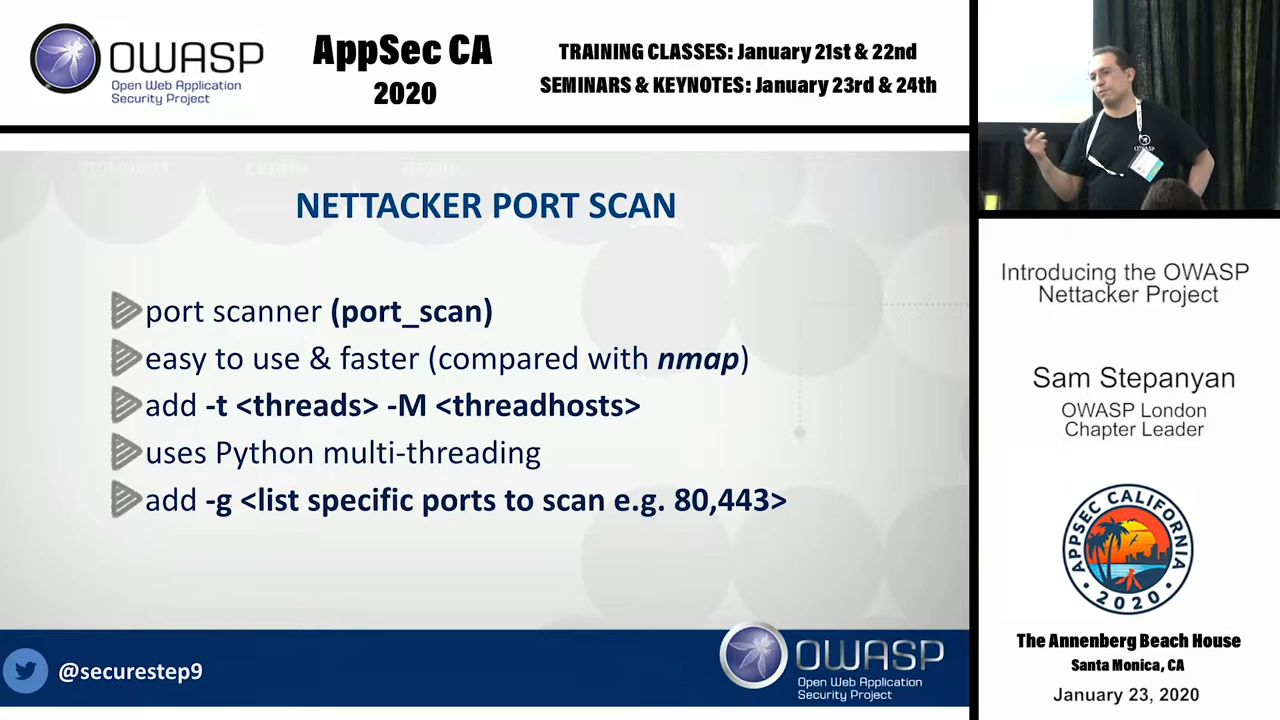 OWASP
Open Web Application
Security Project
AppSec CA
2020
TRAINING CLASSES: January 21st & 22nd
SEMINARS & KEYNOTES: January 23rd & 24th
NETTACKER PORT SCAN
port scanner (port_scan)
easy to use & faster (compared with nmap)
add -t <threads> -M <threadhosts>
uses Python multi-threading
add -g <list specific ports to scan e.g. 80,443>
@securestep9
OWASP
Open Web Application
Security Project
OWASP
Introducing the OWASP
Nettacker Project
Sam Stepanyan
OWASP London
Chapter Leader
APPSEC CALIFORNIA
2020
The Annenberg Beach House
Santa Monica, CA
January 23, 2020